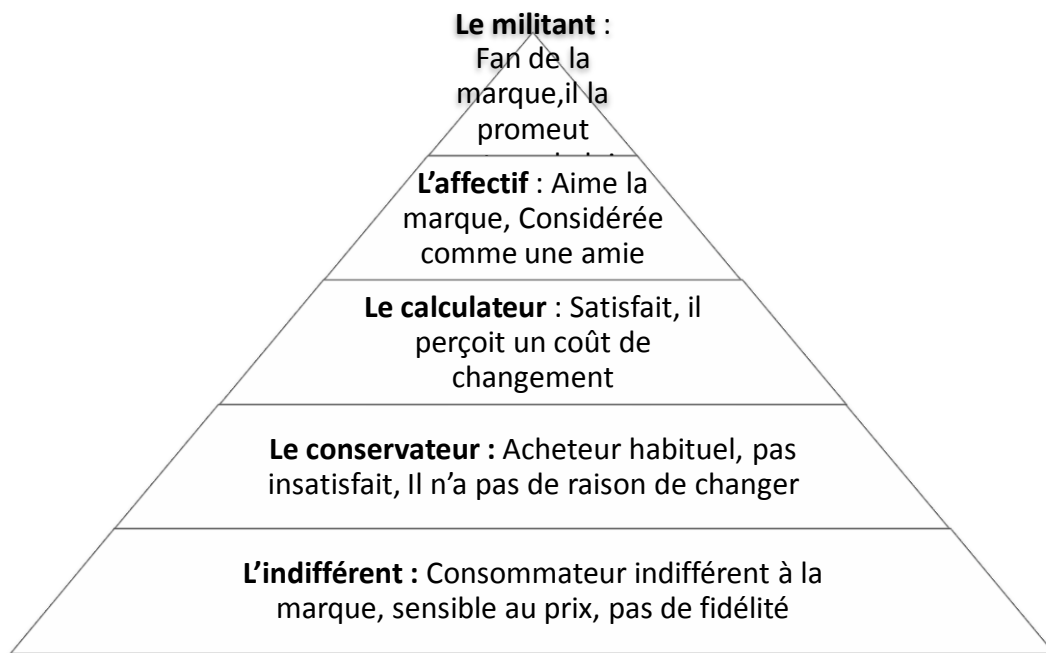 Le militant :
Fan de la
marque,il la
promeut
L’affectif : Aime la
marque, Considérée
comme une amie
Le calculateur : Satisfait, il
perçoit un coût de
changement
Le conservateur : Acheteur habituel, pas
insatisfait, Il n’a pas de raison de changer
L’indifférent : Consommateur indifférent à la
marque, sensible au prix, pas de fidélité